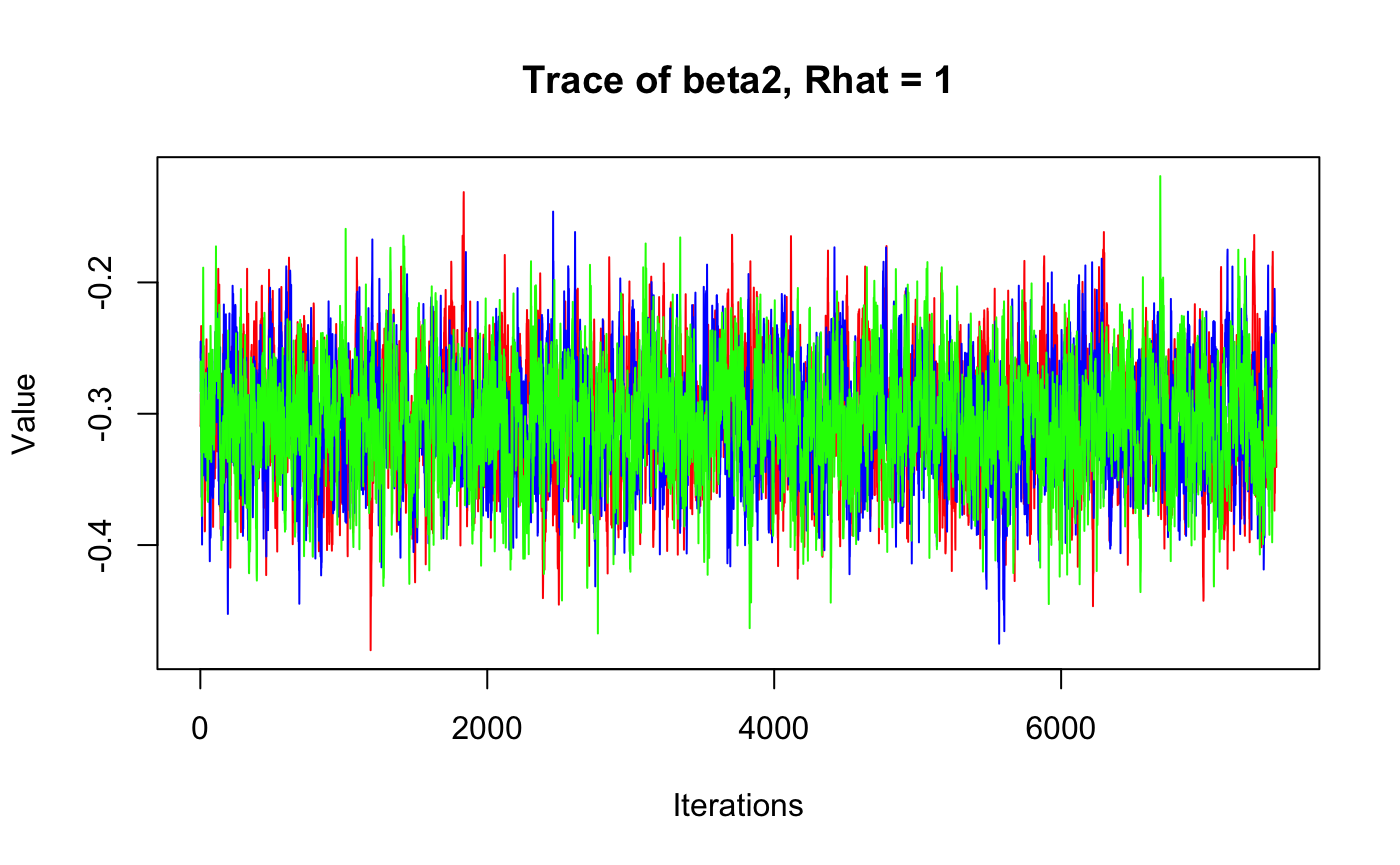 Trace of beta2, Rhat = 1
Value
-0.2
-0.3
-0.4
0 2000 4000 6000
Iterations